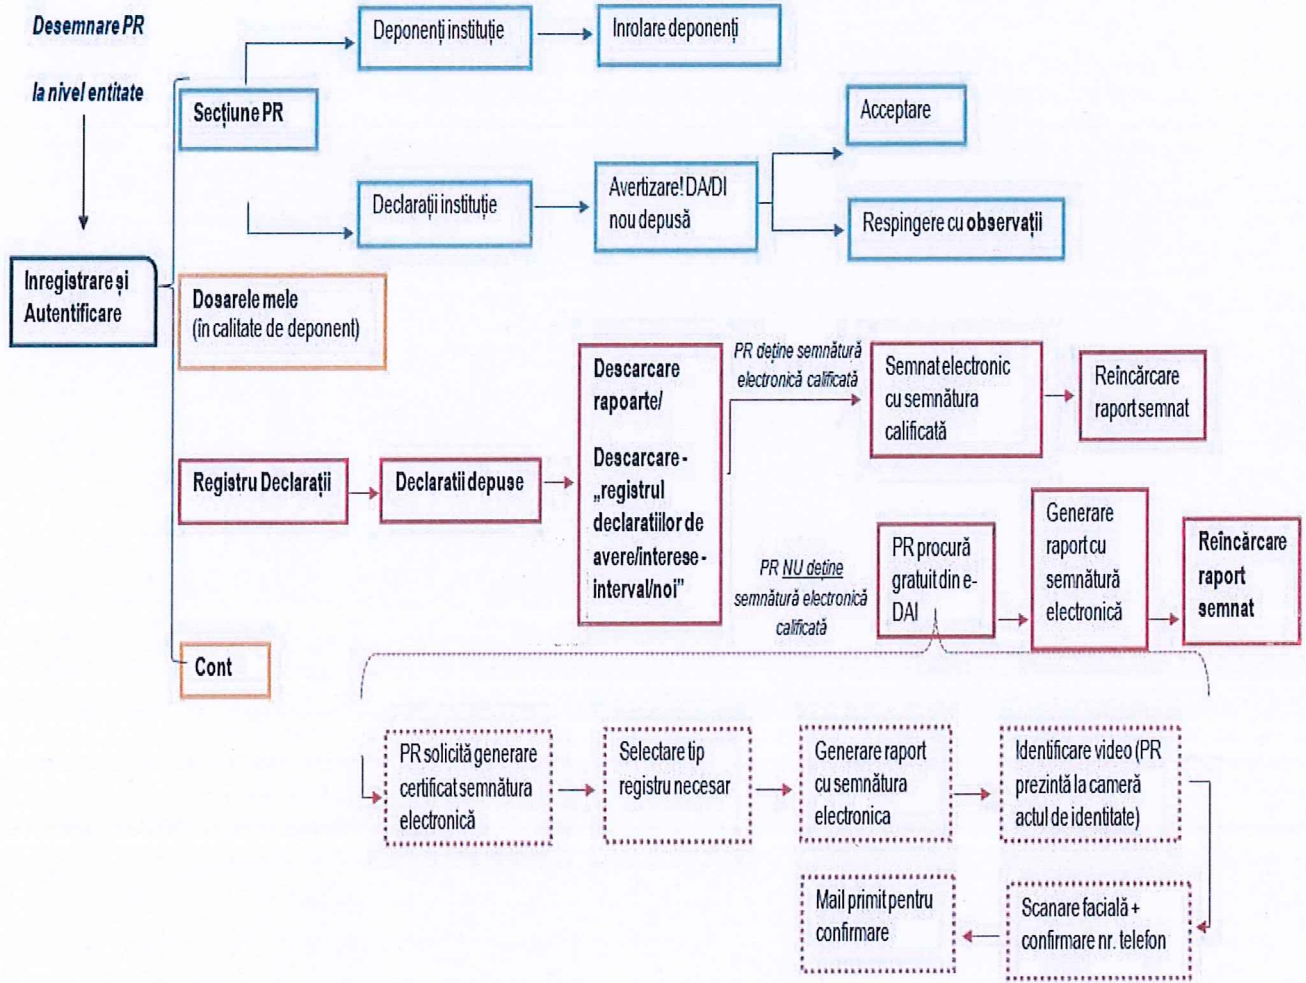 Desemnare PR
la nivel entitate
Inregistrare și
Autentificare
Secțiune PR
Deponenți instituție
Inrolare deponenți
Declarații instituție
Avertizare! DA/DI
nou depusă
Acceptare
Respingere cu observații
Dosarele mele
(în calitate de deponent)
Registru Declarații
Declaratii depuse
Descarcare
rapoarte/
Descarcare -
„registrul
declaratiilor de
avere/interese -
interval/noi”
PR deține semnătură
electronică calificată
Semnat electronic
cu semnătura
calificată
Reîncărcare
raport semnat
PR NU deține
semnătură electronică
calificată
PR procură
gratuit din e-
DAI
Generare
raport cu
semnătură
electronică
Reîncărcare
raport
semnat
Cont
PR solicită generare
certificat semnătura
electronică
Selectare tip
registru necesar
Generare raport
cu semnătura
electronica
Identificare video (PR
prezintă la cameră
actul de identitate)
Scanare facială +
confirmare nr. telefon
Mail primit pentru
confirmare